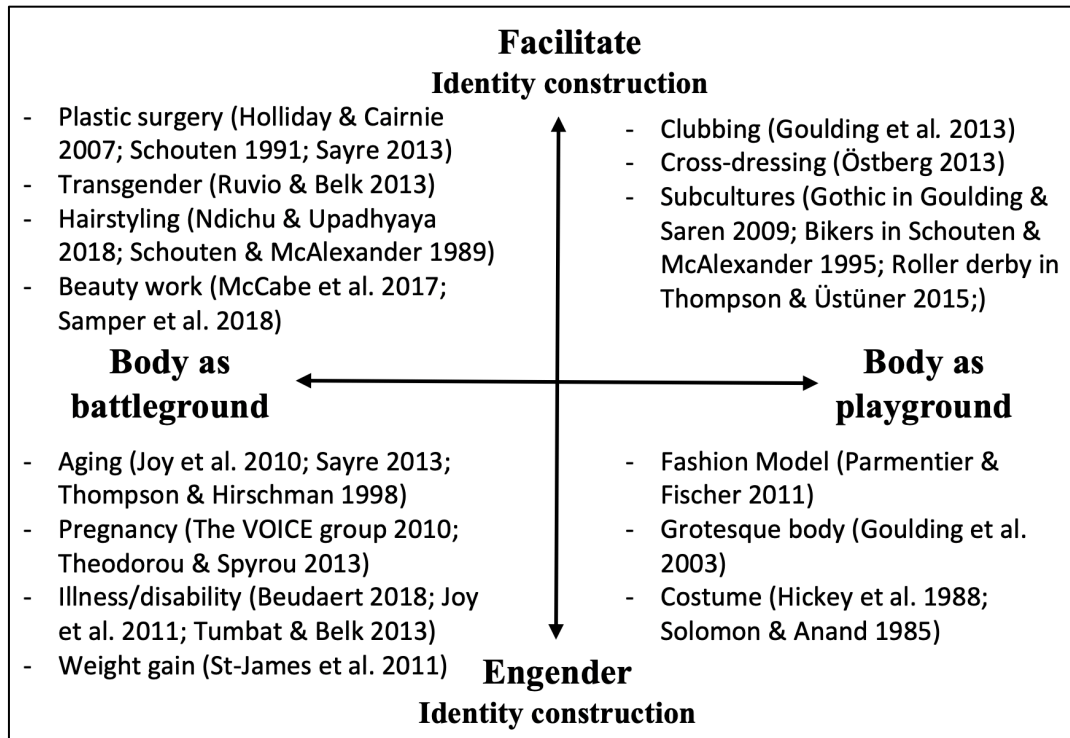 Facilitate
Identity construction
- Plastic surgery (Holliday & Cairnie
2007; Schouten 1991; Sayre 2013)
- Transgender (Ruvio & Belk 2013)
- Hairstyling (Ndichu & Upadhyaya
2018; Schouten & McAlexander 1989)
- Beauty work (McCabe et al. 2017;
Samper et al. 2018)
- Clubbing (Goulding et al. 2013)
- Cross-dressing (Östberg 2013)
- Subcultures (Gothic in Goulding &
Saren 2009; Bikers in Schouten &
McAlexander 1995; Roller derby in
Thompson & Üstüner 2015;)
Body as
battleground
Body as
playground
- Aging (Joy et al. 2010; Sayre 2013;
Thompson & Hirschman 1998)
- Pregnancy (The VOICE group 2010;
Theodorou & Spyrou 2013)
- Illness/disability (Beudaert 2018; Joy
et al. 2011; Tumbat & Belk 2013)
- Weight gain (St-James et al. 2011)
- Fashion Model (Parmentier &
Fischer 2011)
- Grotesque body (Goulding et al.
2003)
- Costume (Hickey et al. 1988;
Solomon & Anand 1985)
Engender
Identity construction